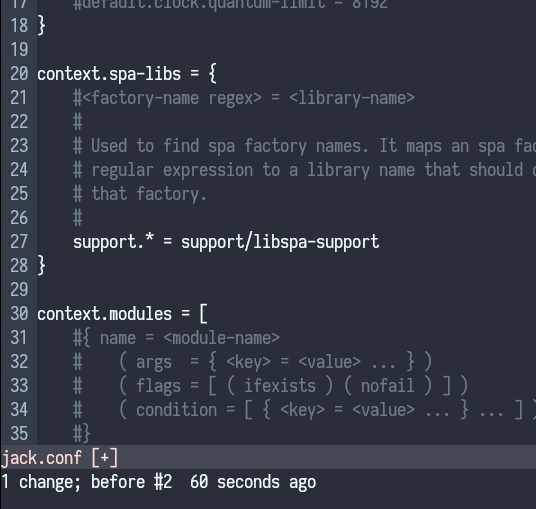 17 #default.clock.quantum-limit = 8192
18 }
19
20 context.spa-libs = {
21 #<factory-name regex> = <library-name>
22 #
23 # Used to find spa factory names. It maps an spa fac
24 # regular expression to a library name that should c
25 # that factory.
26 #
27 support.* = support/libspa-support
28 }
29
30 context.modules = [
31 #{ name = <module-name>
32 # ( args  = { <key> = <value> ... } )
33 # ( flags = [ ( ifexists ) ( nofail ) ] )
34 # ( condition = [ { <key> = <value> ... } ... ] )
35 #}
jack.conf [+]
1 change; before #2  60 seconds ago